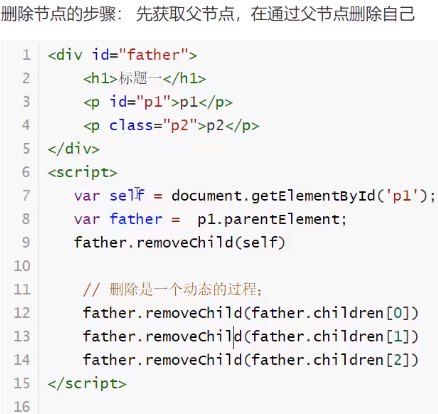 删除节点的步骤： 先获取父节点，在通过父节点删除自己
1 <div id="father">
2     <h1>标题一</h1>
3     <p id="p1">p1</p>
4     <p class="p2">p2</p>
5 </div>
6 <script>
7    var self = document.getElementById('p1');
8    var father =  p1.parentElement;
9    father.removeChild(self)
10
11     // 删除是一个动态的过程;
12     father.removeChild(father.children[0])
13     father.removeChild(father.children[1])
14     father.removeChild(father.children[2])
15 </script>
16